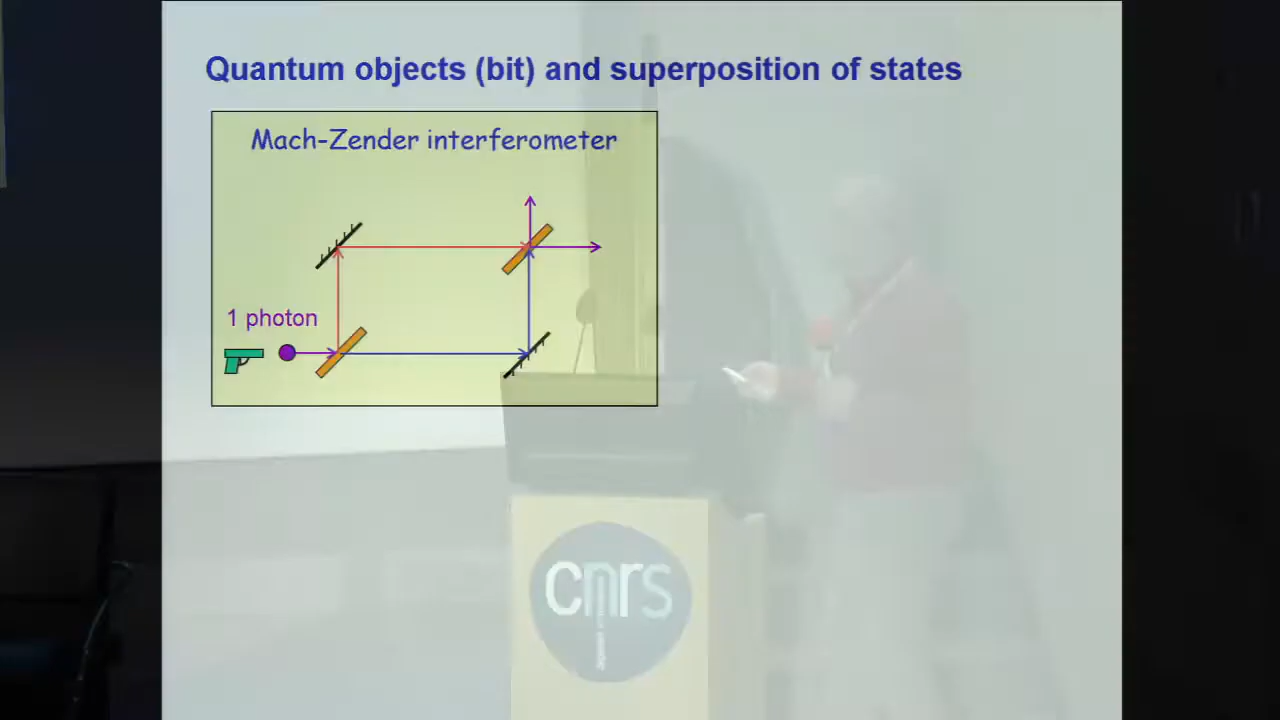 Quantum objects (bit) and superposition of states
Mach-Zender interferometer
1 photon
cnrs